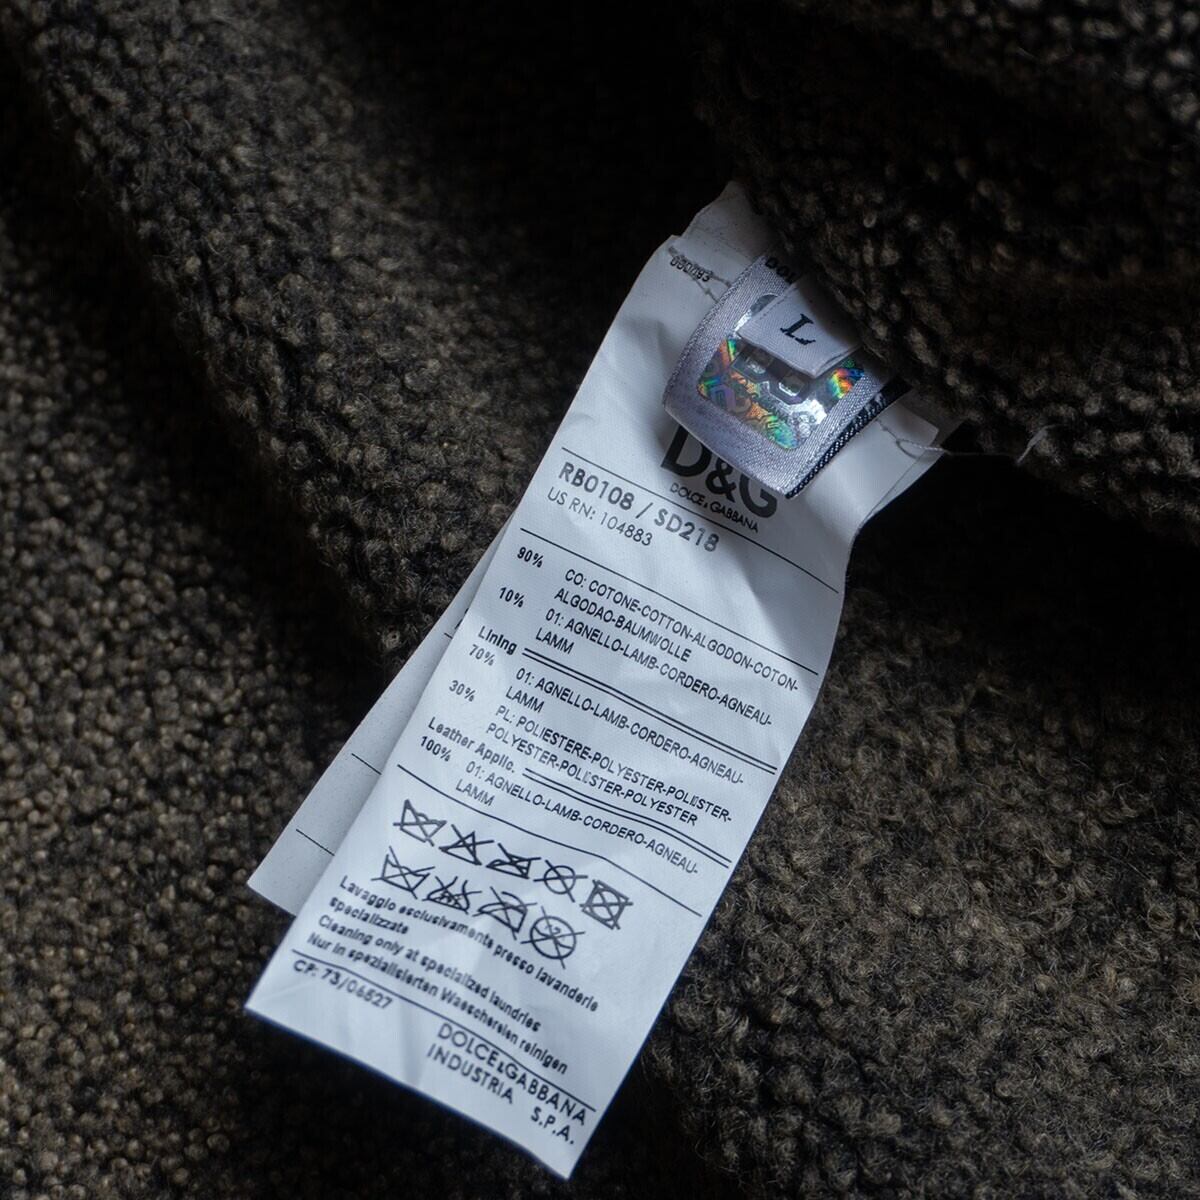 000793
DOL
L
D&G
DOLCE & GABBANA
RB0108 / SD218
US RN: 104883
90% CO: COTONE-COTTON-ALGODON-COTON-
ALGODAO-BAUMWOLLE
10% 01: AGNELLO-LAMB-CORDERO-AGNEAU-
LAMM
Lining
70% 01: AGNELLO-LAMB-CORDERO-AGNEAU-
LAMM
30% PL: POLIESTERE-POLYESTER-POLIESTER-
POLYESTER-POLIESTER-POLYESTER
Leather Applic.
100% 01: AGNELLO-LAMB-CORDERO-AGNEAU-
LAMM
Lavaggio esclusivamente presso lavanderie
specializzate
Cleaning only at specialized laundries
Nur in spezialisierten Waschereien reinigen
CF: 73/06527
DOLCE & GABBANA
INDUSTRIA S.P.A.